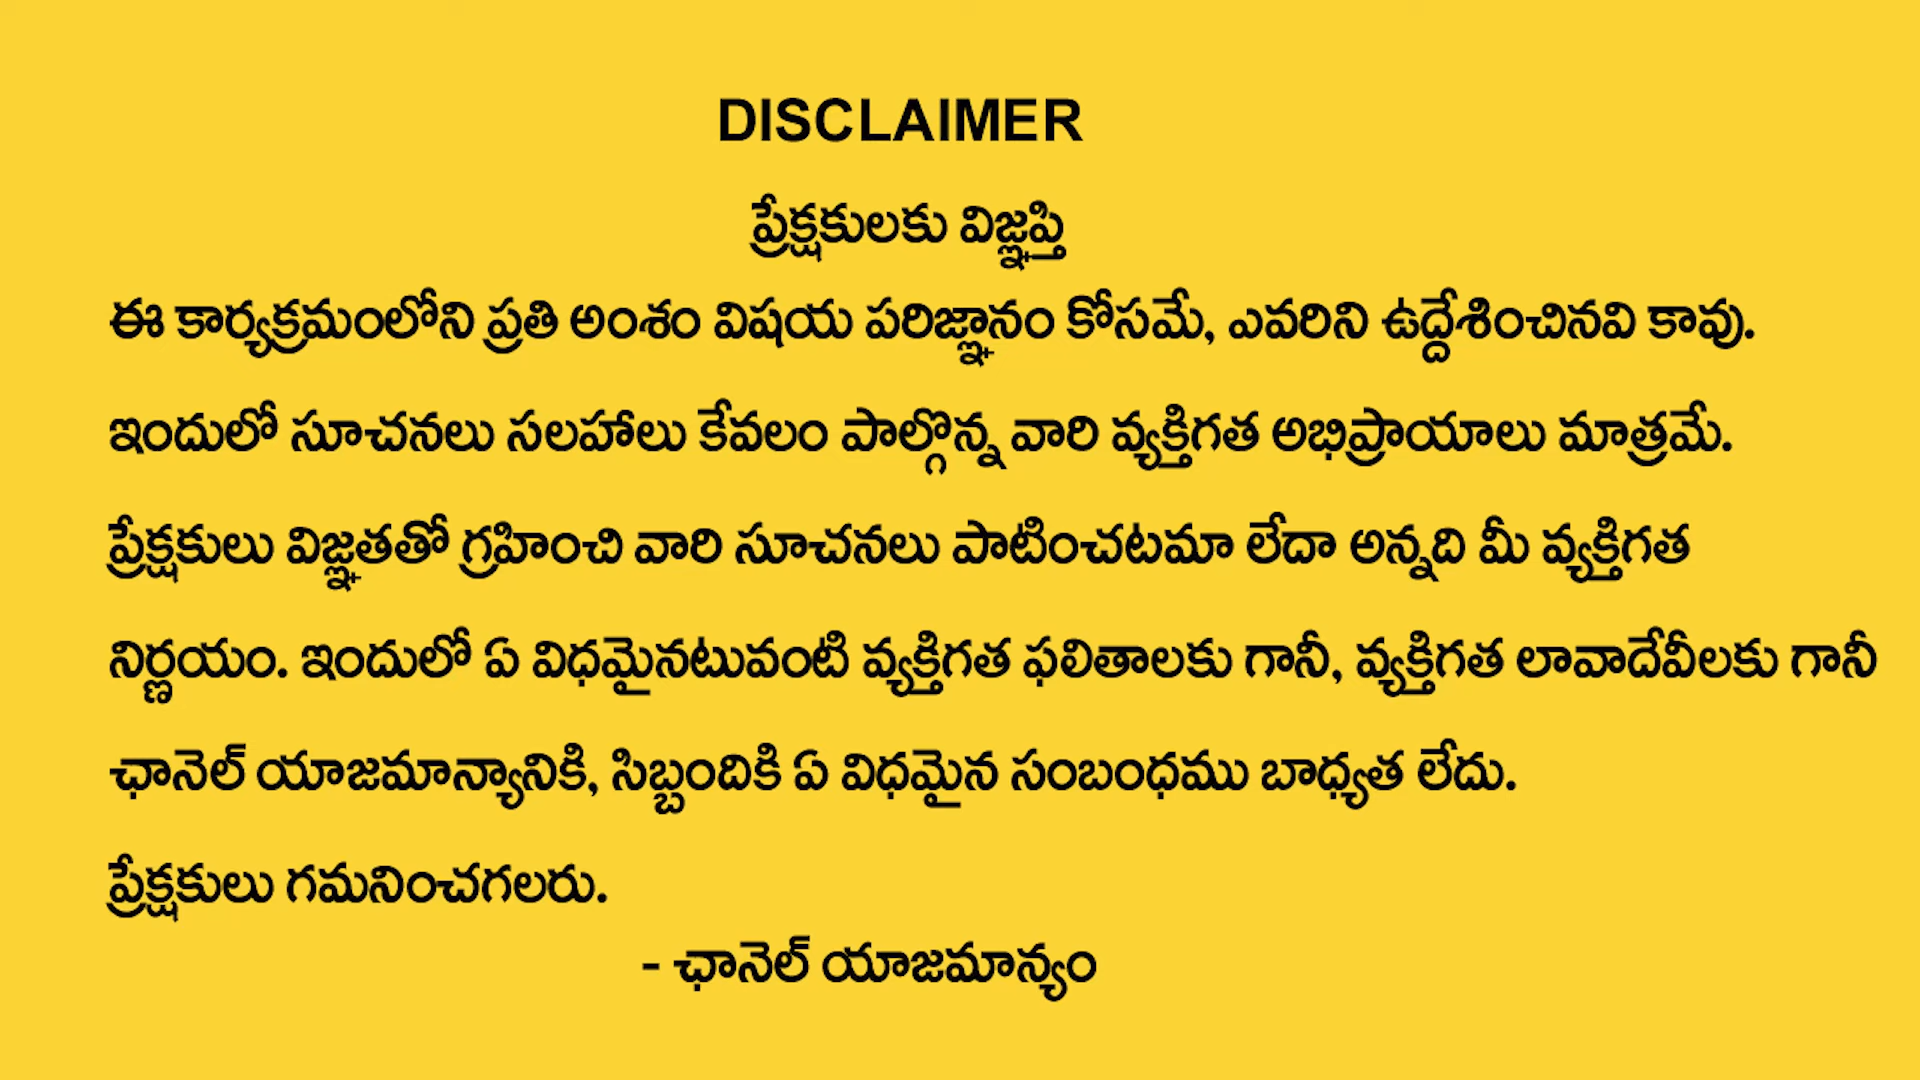 DISCLAIMER
ప్రేక్షకులకు విజ్ఞప్తి
ఈ కార్యక్రమంలోని ప్రతి అంశం విషయ పరిజ్ఞానం కోసమే, ఎవరిని ఉద్దేశించినవి కావు.
ఇందులో సూచనలు సలహాలు కేవలం పాల్గొన్న వారి వ్యక్తిగత అభిప్రాయాలు మాత్రమే.
ప్రేక్షకులు విజ్ఞతతో గ్రహించి వారి సూచనలు పాటించటమా లేదా అన్నది మీ వ్యక్తిగత
నిర్ణయం. ఇందులో ఏ విధమైనటువంటి వ్యక్తిగత ఫలితాలకు గానీ, వ్యక్తిగత లావాదేవీలకు గానీ
ఛానెల్ యాజమాన్యానికి, సిబ్బందికి ఏ విధమైన సంబంధము బాధ్యత లేదు.
ప్రేక్షకులు గమనించగలరు.
- ఛానెల్ యాజమాన్యం